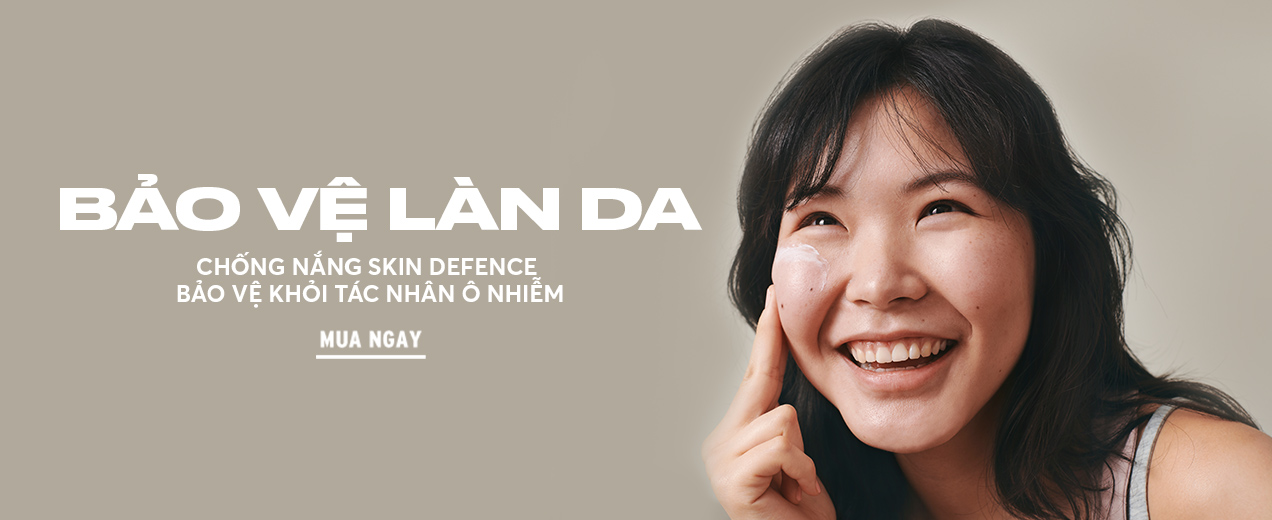 BẢO VỆ LÀN DA
CHỐNG NẮNG SKIN DEFENCE
BẢO VỆ KHỎI TÁC NHÂN Ô NHIỄM
MUA NGAY